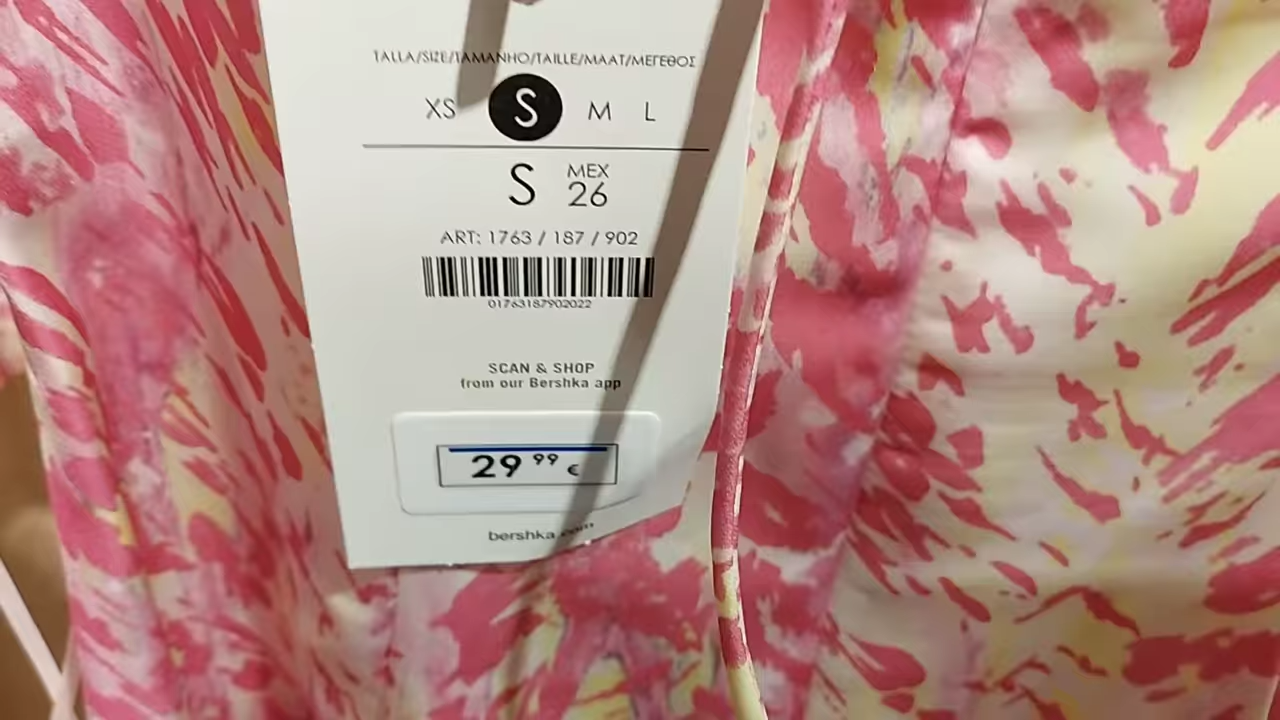 TALLA/SIZE/TAMANHO/TAILLE/MAAT/ΜΕΓΕΘΟΣ
XS S M L
S MEX 26
ART: 1763 / 187 / 902
01763187902022
SCAN & SHOP
from our Bershka app
29 99 €
bershka.com